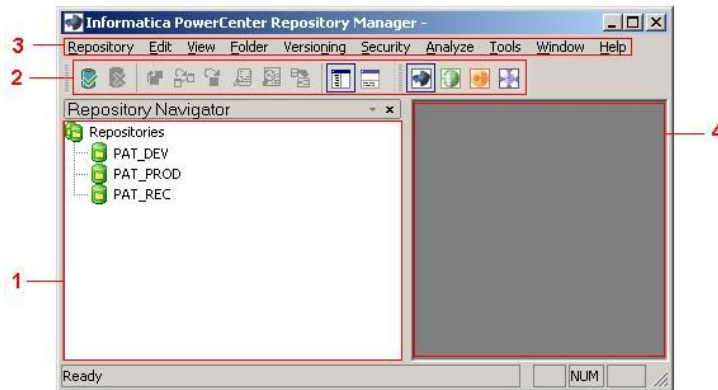 Informatica PowerCenter Repository Manager -
3
Repository Edit View Folder Versioning Security Analyze Tools Window Help
2
Repository Navigator
4
Repositories
PAT_DEV
PAT_PROD
PAT_REC
1
Ready NUM